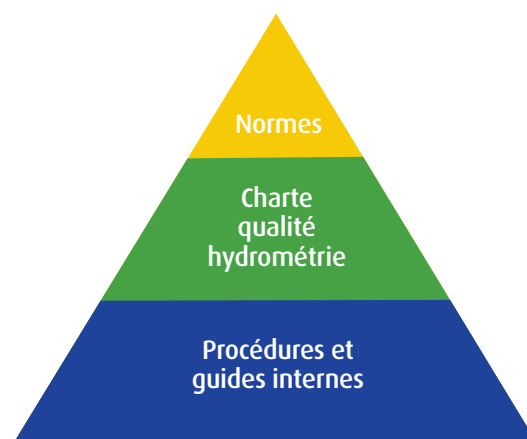 Normes
Charte
qualité
hydrométrie
Procédures et
guides internes